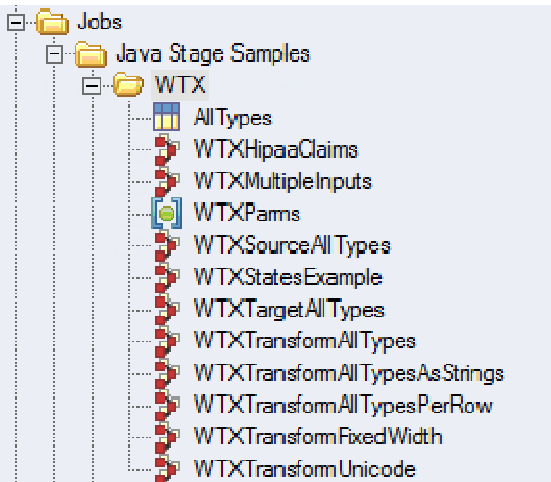 Jobs
Java Stage Samples
WTX
AllTypes
WTXHipaaClaims
WTXMultipleInputs
WTXParms
WTXSourceAllTypes
WTXStatesExample
WTXTargetAllTypes
WTXTransformAllTypes
WTXTransformAllTypesAsStrings
WTXTransformAllTypesPerRow
WTXTransformFixedWidth
WTXTransformUnicode